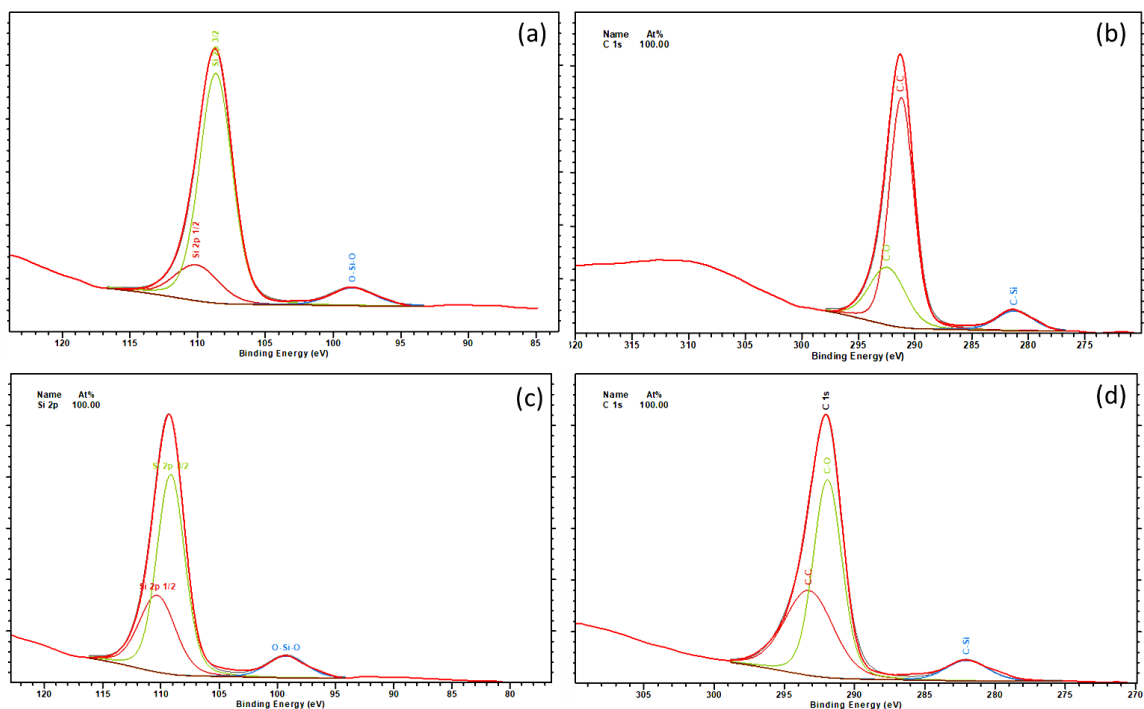 (a)
Si 2p 3/2
Si 2p 1/2
O-Si-O
120 115 110 105 100 95 90 85
Binding Energy (eV)
(b)
Name At%
C 1s 100.00
C-C
C-O
C-Si
320 315 310 305 300 295 290 285 280 275
Binding Energy (eV)
(c)
Name At%
Si 2p 100.00
Si 2p 3/2
Si 2p 1/2
O-Si-O
120 115 110 105 100 95 90 85 80
Binding Energy (eV)
(d)
Name At%
C 1s 100.00
C 1s
C-O
C-C
C-Si
305 300 295 290 285 280 275 270
Binding Energy (eV)